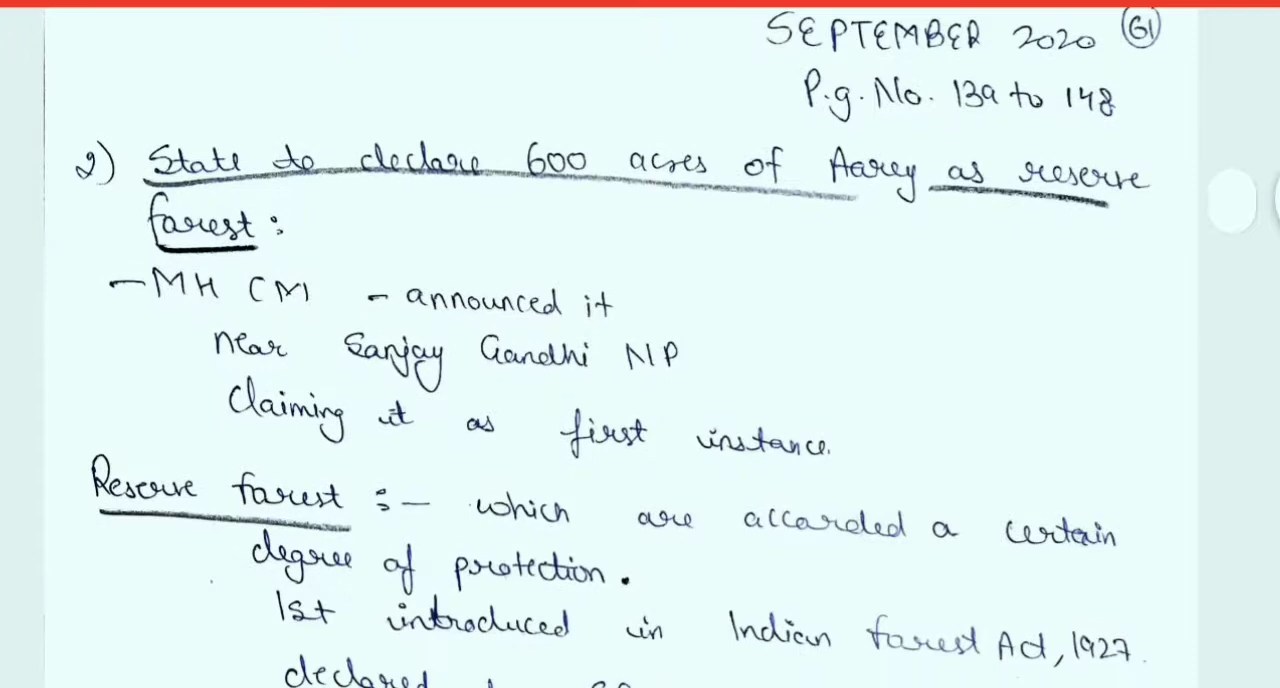 SEPTEMBER 2020 61
P.g. No. 139 to 148
2) State to declare 600 acres of Aarey as reserve
forest :
- MH CM - announced it
near Sanjay Gandhi NP
Claiming it as first instance.
Reserve forest :- which are accorded a certain
degree of protection.
1st introduced in Indian forest Act, 1927.
declared